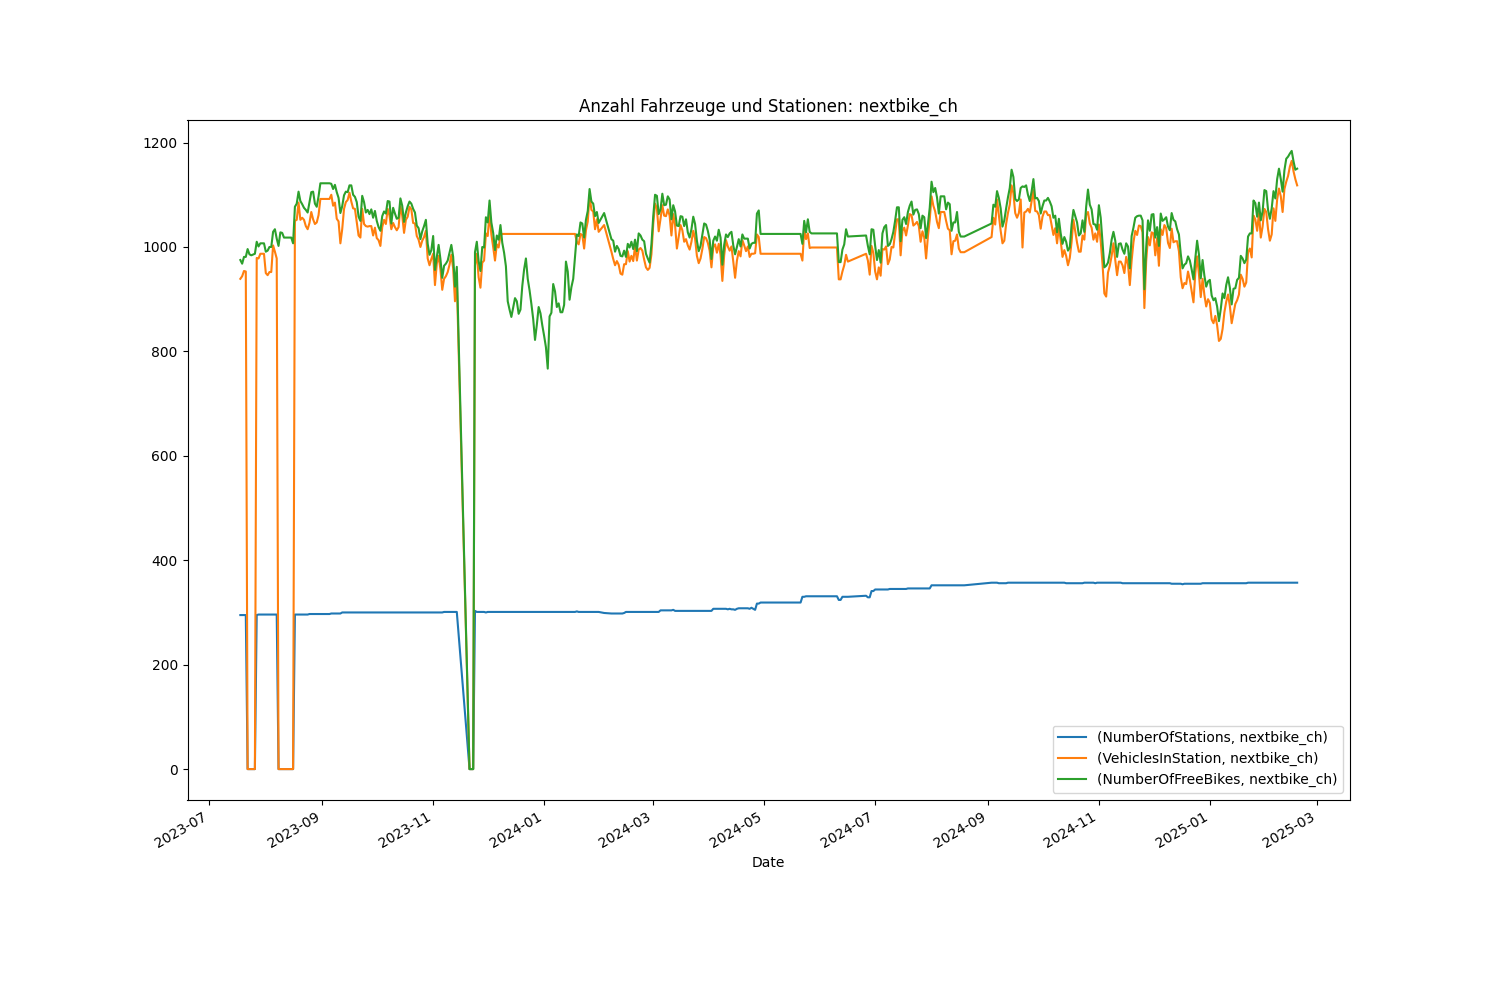 Anzahl Fahrzeuge und Stationen: nextbike_ch
1200
1000
800
600
400
200
0
(NumberOfStations, nextbike_ch)
(VehiclesInStation, nextbike_ch)
(NumberOfFreeBikes, nextbike_ch)
2023-07 2023-09 2023-11 2024-01 2024-03 2024-05 2024-07 2024-09 2024-11 2025-01 2025-03
Date